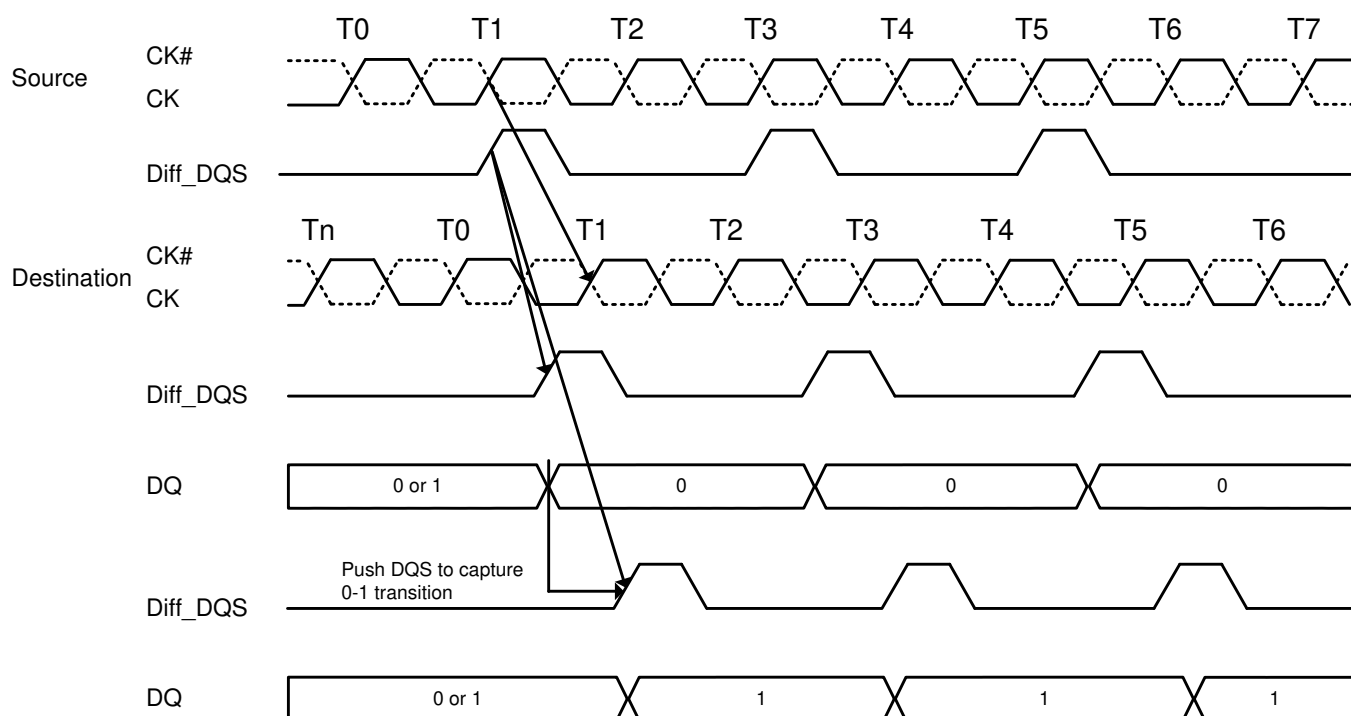 T0 T1 T2 T3 T4 T5 T6 T7
CK#
Source
CK
Diff_DQS
Tn T0 T1 T2 T3 T4 T5 T6
CK#
Destination
CK
Diff_DQS
DQ 0 or 1 0 0 0
Push DQS to capture
0-1 transition
Diff_DQS
DQ 0 or 1 1 1 1